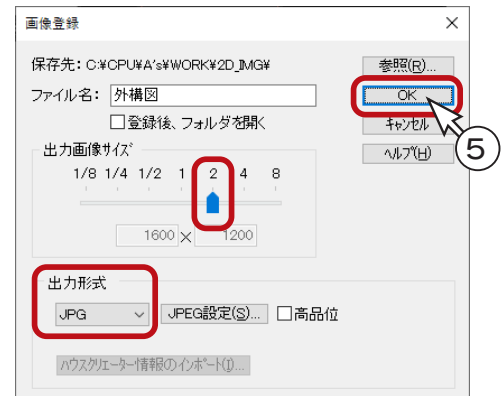 画像登録
保存先：C:¥CPU¥A's¥WORK¥2D_IMG¥
参照(R)...
ファイル名： 外構図
OK
□登録後、フォルダを開く
キャンセル
5
出力画像ｻｲｽﾞ
ﾍﾙﾌﾟ(H)
1/8 1/4 1/2 1 2 4 8
1600 × 1200
出力形式
JPG JPEG設定(S)... □高品位
ﾊｳｽｸﾘｴｰﾀｰ情報のｲﾝﾎﾟｰﾄ(I)...